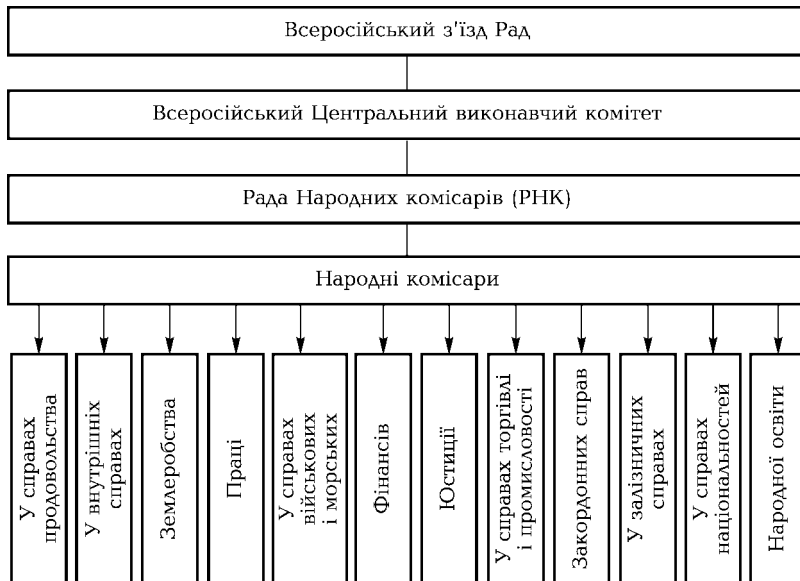 Всеросійський з’їзд Рад
Всеросійський Центральний виконавчий комітет
Рада Народних комісарів (РНК)
Народні комісари
У справах
продовольства
У внутрішніх
справах
Землеробства
Праці
У справах
військових
і морських
Фінансів
Юстиції
У справах торгівлі
і промисловості
Закордонних справ
У залізничних
справах
У справах
національностей
Народної освіти